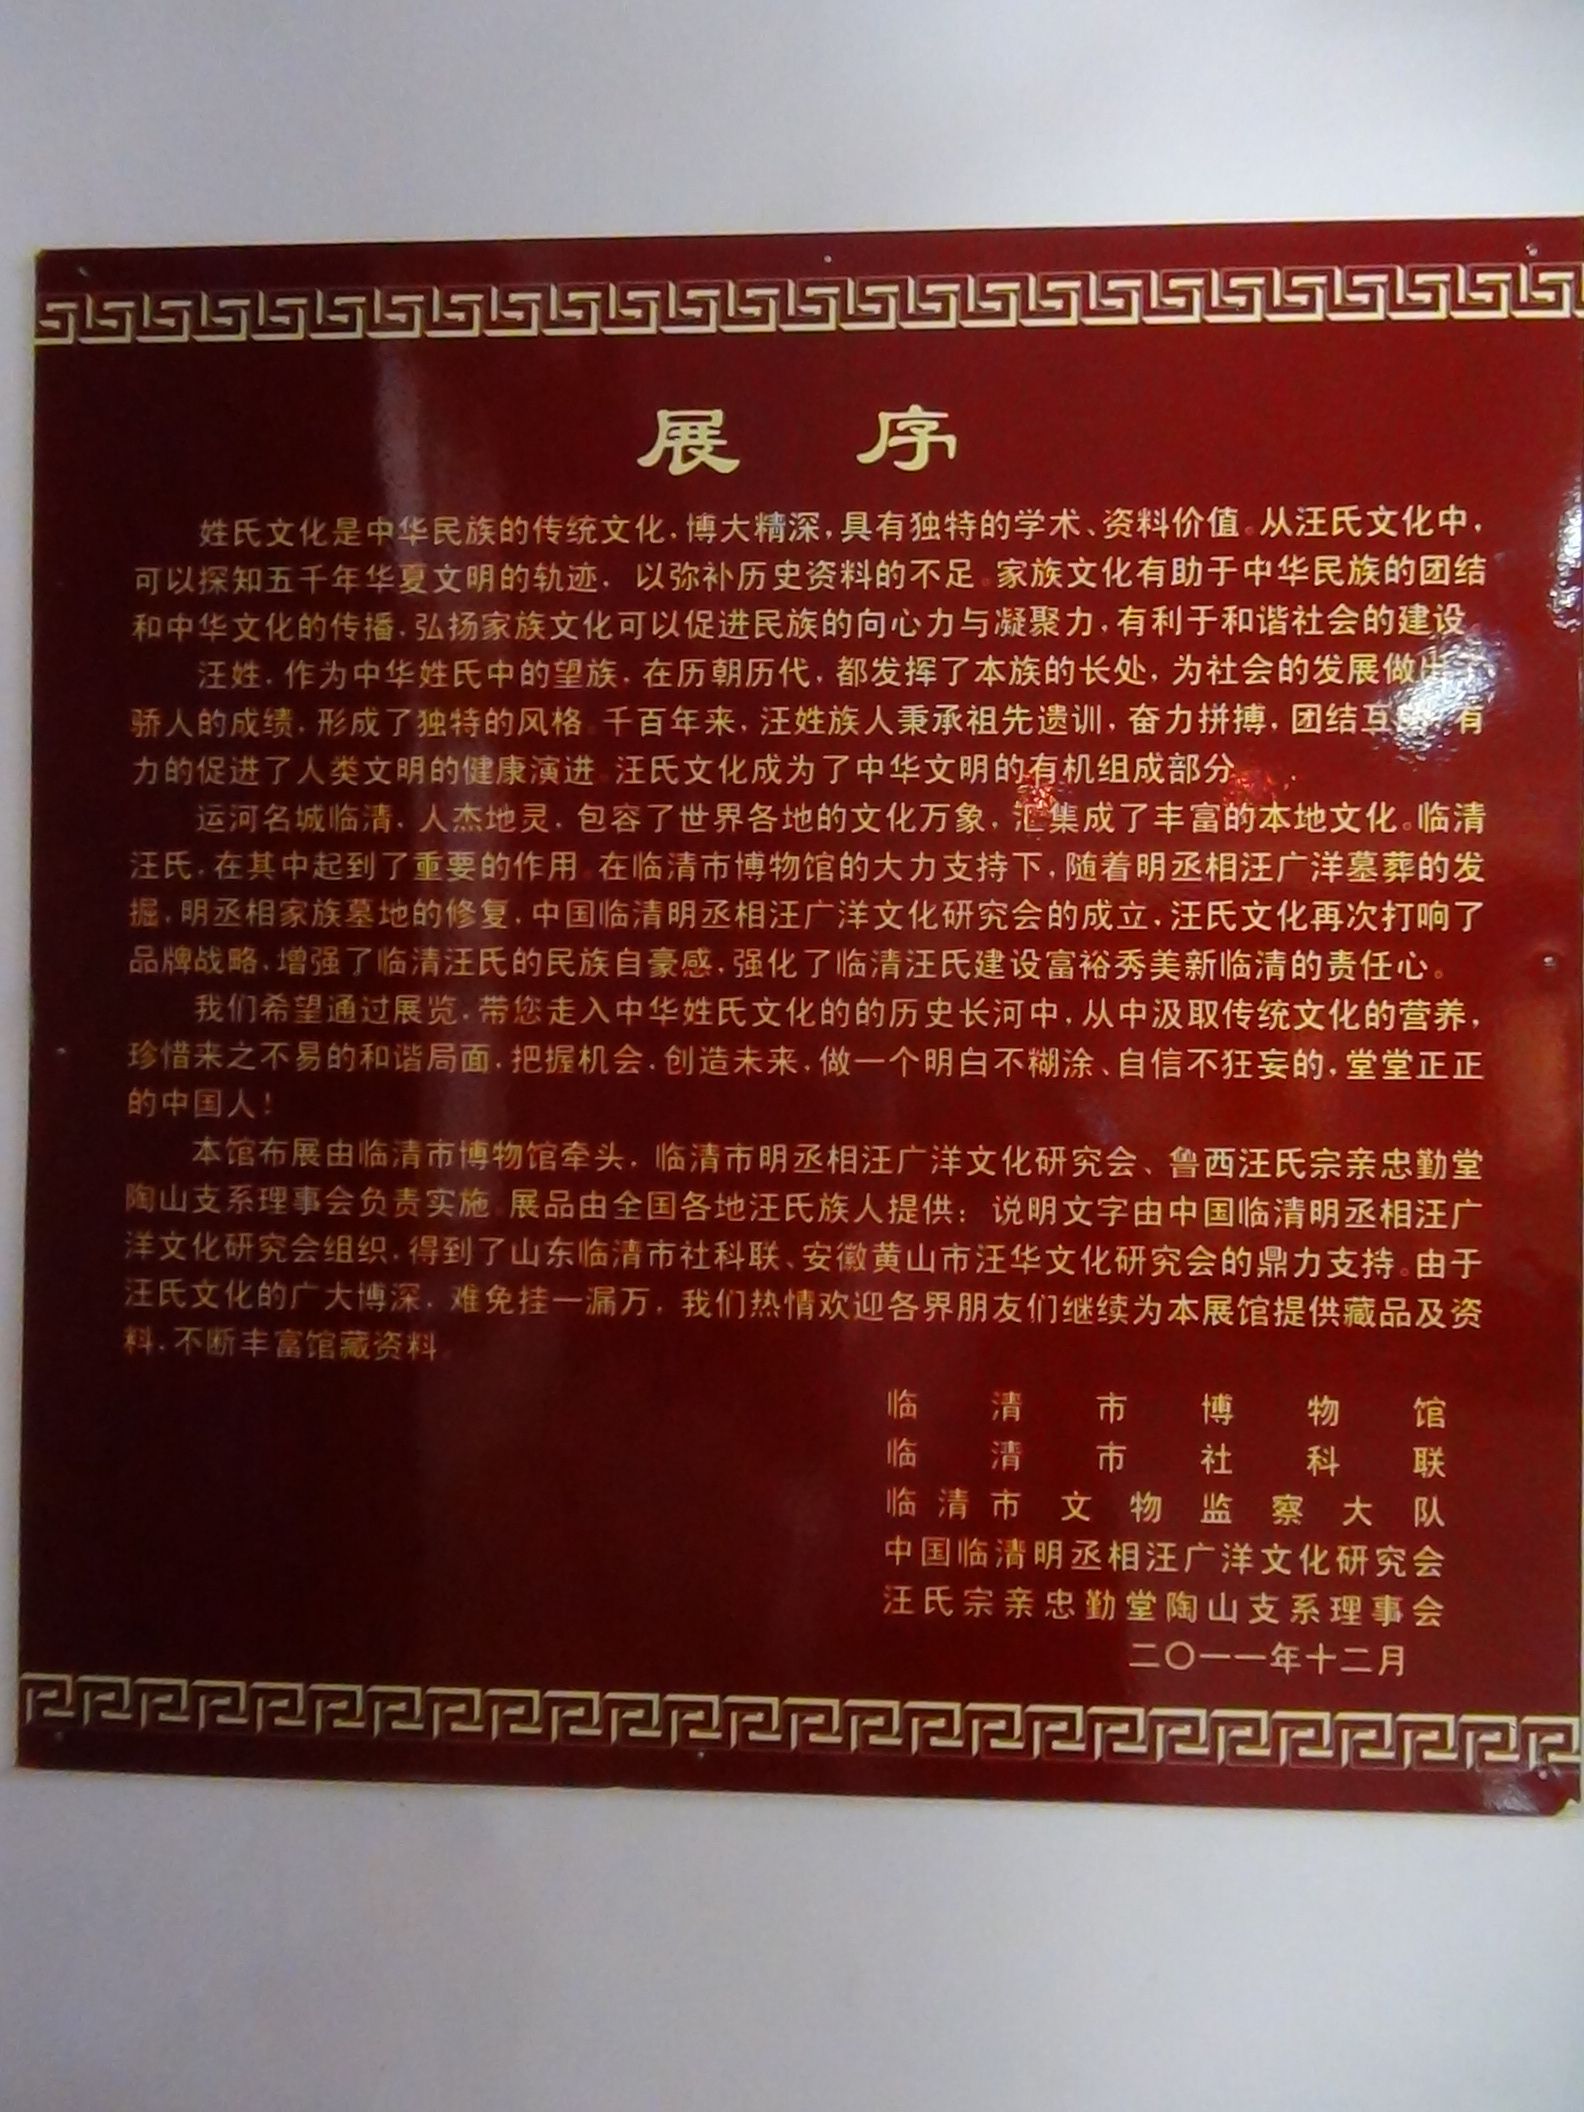 展 序
姓氏文化是中华民族的传统文化，博大精深，具有独特的学术、资料价值。从汪氏文化中，
可以探知五千年华夏文明的轨迹，以弥补历史资料的不足。家族文化有助于中华民族的团结
和中华文化的传播，弘扬家族文化可以促进民族的向心力与凝聚力，有利于和谐社会的建设。
汪姓，作为中华姓氏中的望族，在历朝历代，都发挥了本族的长处，为社会的发展做出
骄人的成绩，形成了独特的风格。千百年来，汪姓族人秉承祖先遗训，奋力拼搏，团结互 有
力的促进了人类文明的健康演进。汪氏文化成为了中华文明的有机组成部分。
运河名城临清，人杰地灵，包容了世界各地的文化万象，汇集成了丰富的本地文化。临清
汪氏，在其中起到了重要的作用。在临清市博物馆的大力支持下，随着明丞相汪广洋墓葬的发
掘，明丞相家族墓地的修复，中国临清明丞相汪广洋文化研究会的成立，汪氏文化再次打响了
品牌战略，增强了临清汪氏的民族自豪感，强化了临清汪氏建设富裕秀美新临清的责任心。
我们希望通过展览，带您走入中华姓氏文化的的历史长河中，从中汲取传统文化的营养，
珍惜来之不易的和谐局面，把握机会，创造未来，做一个明白不糊涂、自信不狂妄的，堂堂正正
的中国人！
本馆布展由临清市博物馆牵头，临清市明丞相汪广洋文化研究会、鲁西汪氏宗亲忠勤堂
陶山支系理事会负责实施。展品由全国各地汪氏族人提供；说明文字由中国临清明丞相汪广
洋文化研究会组织，得到了山东临清市社科联、安徽黄山市汪华文化研究会的鼎力支持。由于
汪氏文化的广大博深，难免挂一漏万，我们热情欢迎各界朋友们继续为本展馆提供藏品及资
料，不断丰富馆藏资料。
临清市博物馆
临清市社科联
临清市文物监察大队
中国临清明丞相汪广洋文化研究会
汪氏宗亲忠勤堂陶山支系理事会
二〇一一年十二月